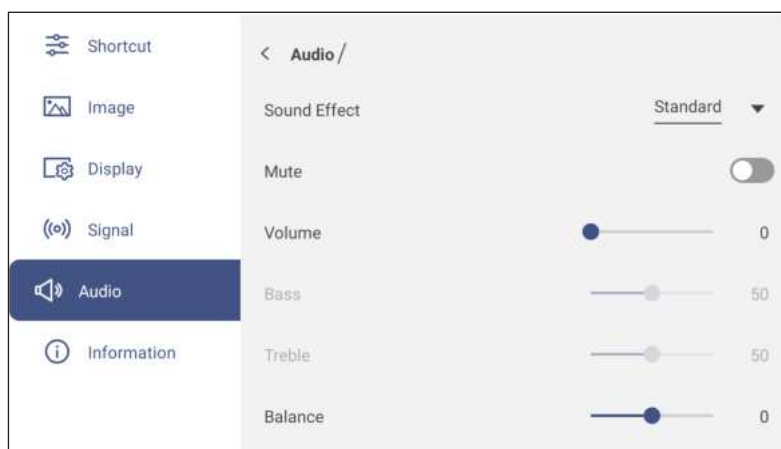 Shortcut
Image
Display
Signal
Audio
Information
< Audio /
Sound Effect Standard
Mute
Volume 0
Bass 50
Treble 50
Balance 0